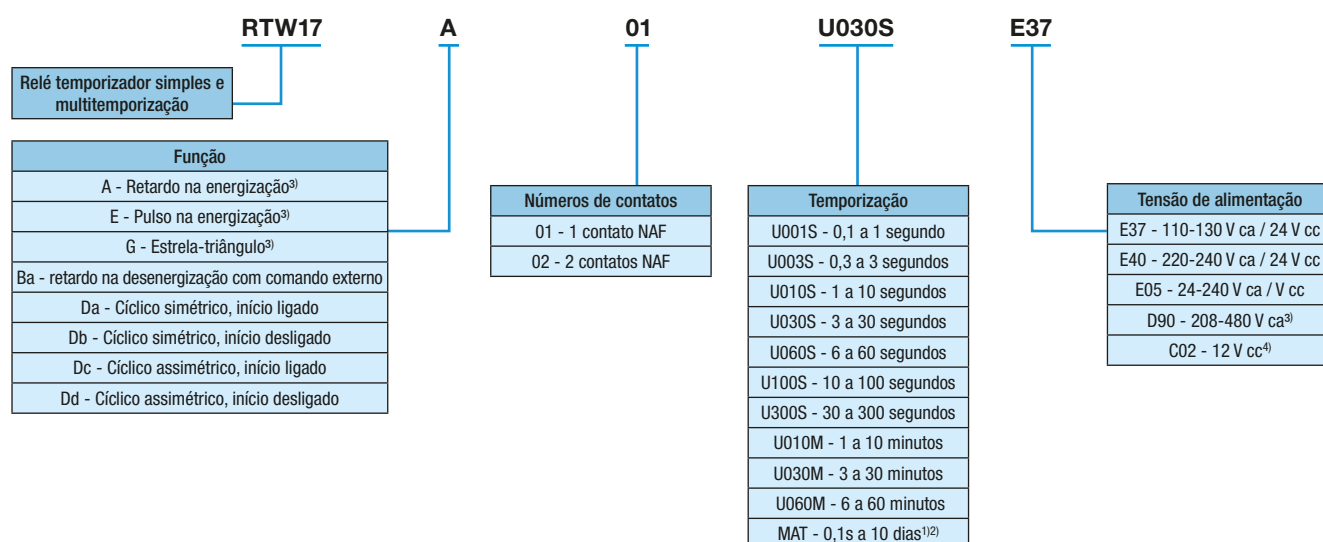 RTW17 A 01 U030S E37
Relé temporizador simples e
multitemporização
Função
A - Retardo na energização³⁾
E - Pulso na energização³⁾
G - Estrela-triângulo³⁾
Ba - retardo na desenergização com comando externo
Da - Cíclico simétrico, início ligado
Db - Cíclico simétrico, início desligado
Dc - Cíclico assimétrico, início ligado
Dd - Cíclico assimétrico, início desligado
Números de contatos
01 - 1 contato NAF
02 - 2 contatos NAF
Temporização
U001S - 0,1 a 1 segundo
U003S - 0,3 a 3 segundos
U010S - 1 a 10 segundos
U030S - 3 a 30 segundos
U060S - 6 a 60 segundos
U100S - 10 a 100 segundos
U300S - 30 a 300 segundos
U010M - 1 a 10 minutos
U030M - 3 a 30 minutos
U060M - 6 a 60 minutos
MAT - 0,1s a 10 dias¹⁾²⁾
Tensão de alimentação
E37 - 110-130 V ca / 24 V cc
E40 - 220-240 V ca / 24 V cc
E05 - 24-240 V ca / V cc
D90 - 208-480 V ca³⁾
C02 - 12 V cc⁴⁾